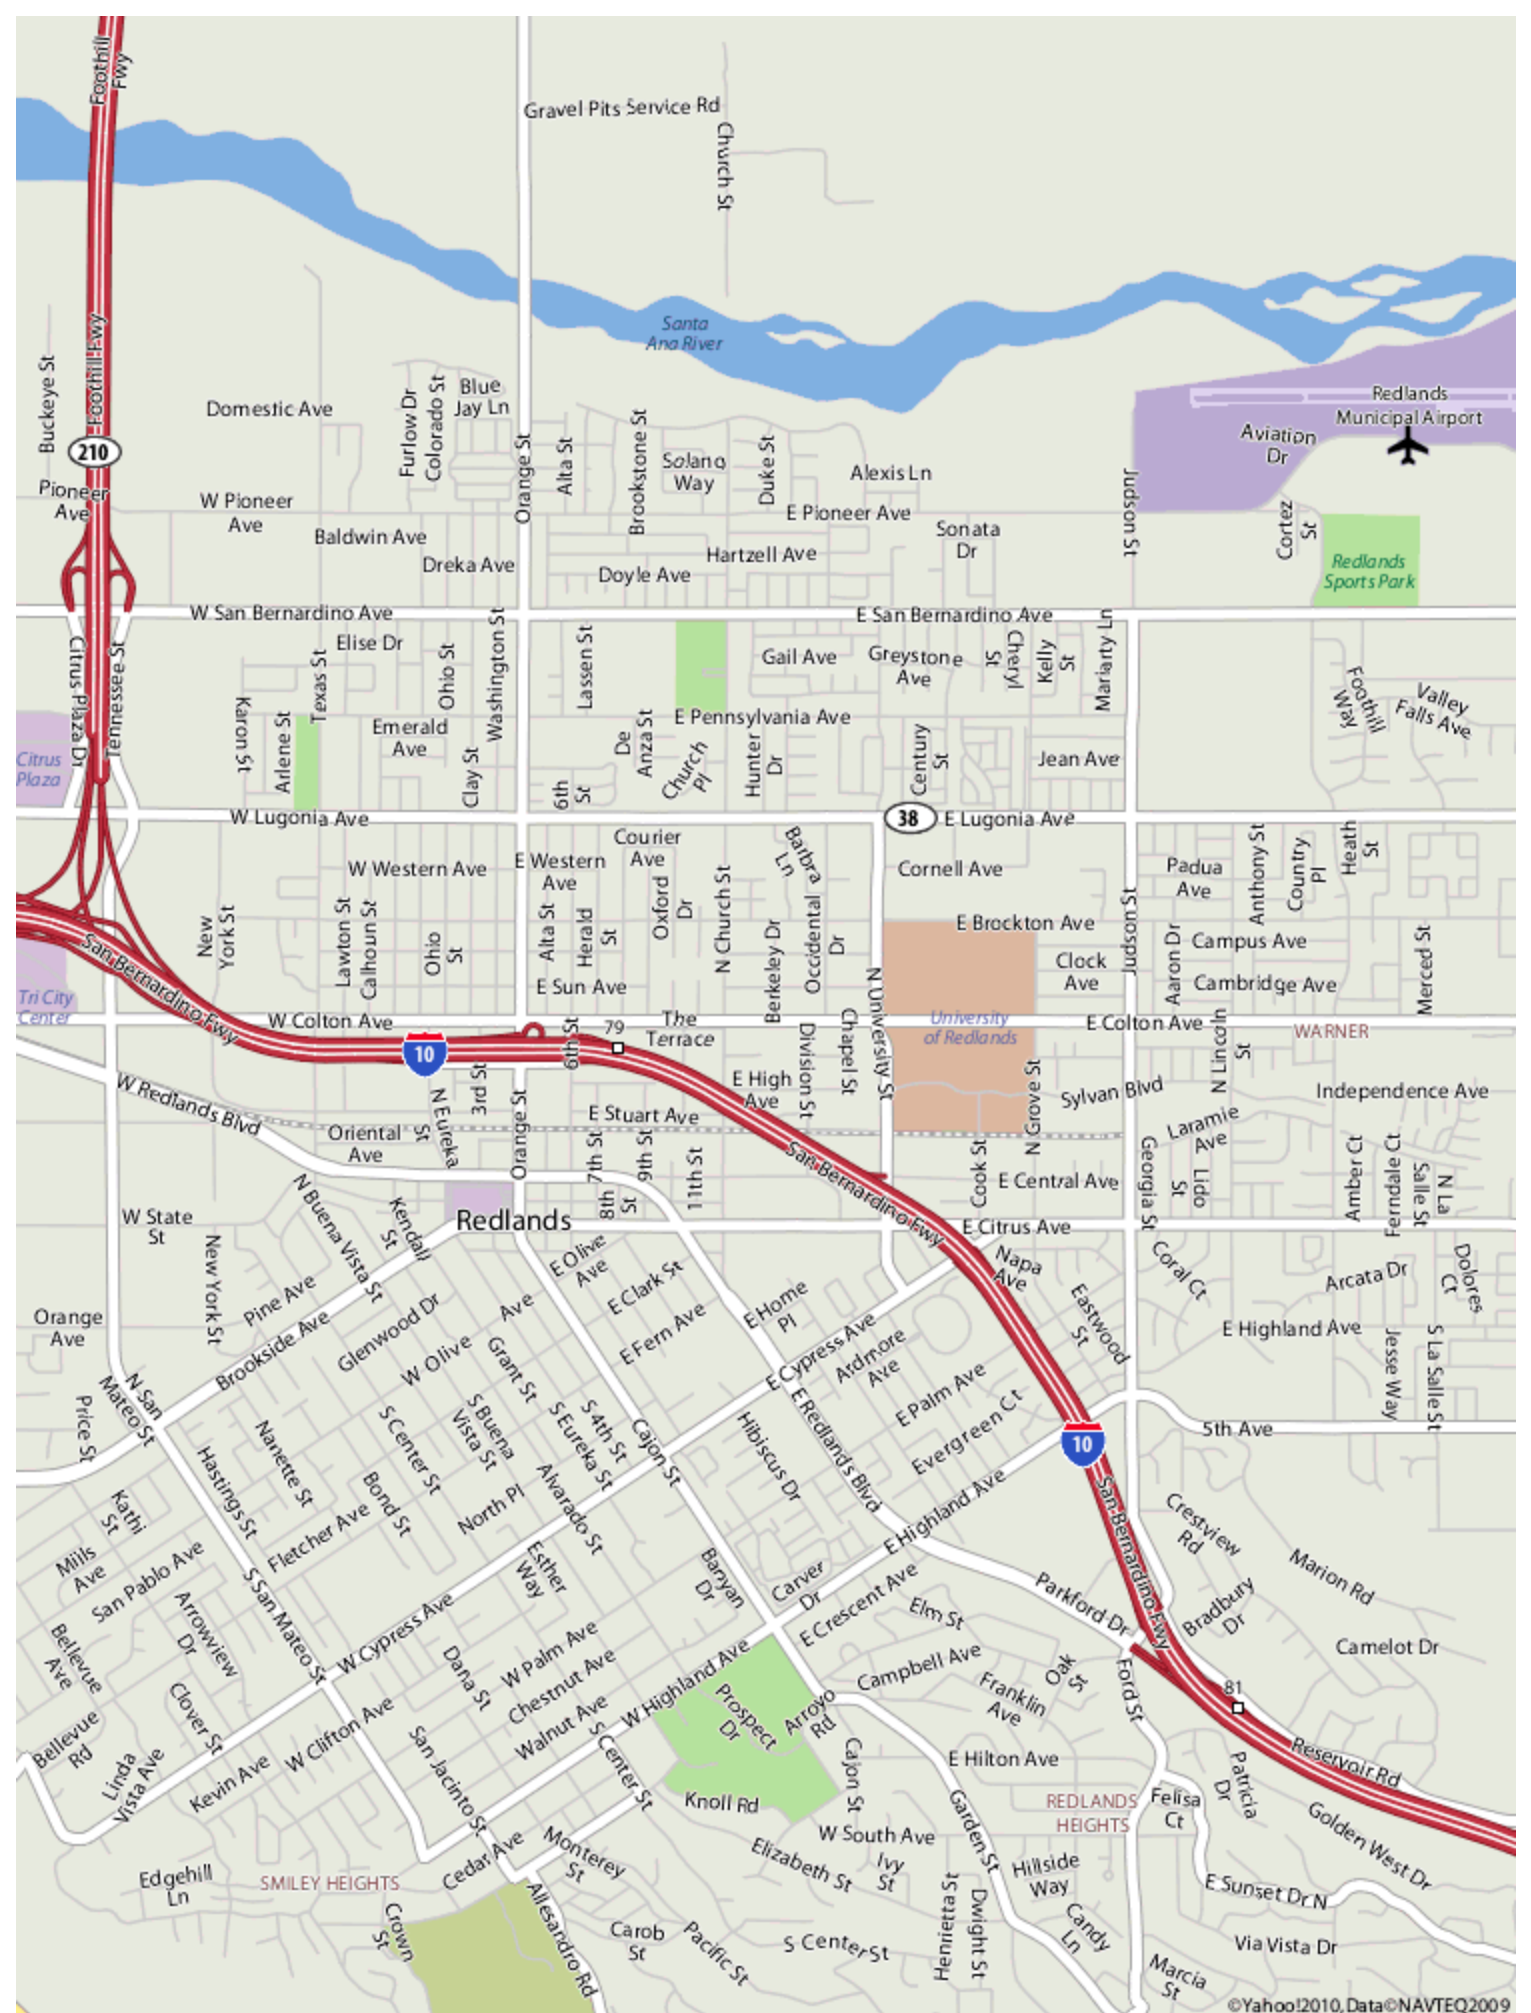 Foothill
Fwy
Gravel Pits Service Rd
Church St
Santa
Ana River
Foothill Fwy
Buckeye St
Domestic Ave
Furlow Dr
Colorado St
Blue
Jay Ln
Redlands
Municipal Airport
Aviation
Dr
210
Orange St
Alta St
Brookstone St
Solano
Way
Duke St
Alexis Ln
Judson St
Pioneer
Ave
W Pioneer
Ave
E Pioneer Ave
Cortez
St
Baldwin Ave
Sonata
Dr
Dreka Ave
Hartzell Ave
Doyle Ave
Redlands
Sports Park
W San Bernardino Ave
E San Bernardino Ave
Citrus Plaza Dr
Tennessee St
Texas St
Elise Dr
Ohio St
Washington St
Lassen St
Gail Ave
Greystone
Ave
Cheryl
St
Kelly
St
Mariarty Ln
Foothill
Way
Valley
Falls Ave
Karon St
Arlene St
Emerald
Ave
Clay St
E Pennsylvania Ave
De
Anza St
Church
Pl
Hunter
Dr
Century
St
Jean Ave
Citrus
Plaza
6th
St
W Lugonia Ave
38
E Lugonia Ave
Courier
Ave
Barbra
Ln
W Western Ave
E Western
Ave
Cornell Ave
Padua
Ave
Anthony St
Country
Pl
Heath
St
New
York St
Lawton St
Calhoun St
Ohio
St
Alta St
Herald
St
Oxford
Dr
N Church St
Berkeley Dr
Occidental
Dr
E Brockton Ave
Judson St
Clock
Ave
Aaron Dr
Campus Ave
Cambridge Ave
Merced St
San Bernardino Fwy
E Sun Ave
N University St
Tri City
Center
W Colton Ave
6th St
79
The
Terrace
Division St
Chapel St
University
of Redlands
E Colton Ave
N Lincoln
St
WARNER
10
3rd St
E High
Ave
N Grove St
Sylvan Blvd
Independence Ave
W Redlands Blvd
N Eureka
St
Orange St
E Stuart Ave
Laramie
Ave
Oriental
Ave
7th St
9th St
11th St
San Bernardino Fwy
Cook St
E Central Ave
Georgia St
Lido
St
Amber Ct
Ferndale Ct
N La
Salle St
N Buena Vista St
Kendall
St
8th
St
W State
St
Redlands
E Citrus Ave
New York St
E Olive
Ave
E Clark St
Napa
Ave
Coral Ct
Arcata Dr
Dolores
Ct
Pine Ave
Orange
Ave
Brookside Ave
Glenwood Dr
W Olive
Ave
E Fern Ave
E Home
Pl
E Cypress Ave
Ardmore
Ave
Eastwood
St
E Highland Ave
Jesse Way
S La Salle St
N San
Mateo St
Price St
Grant St
S Buena
Vista St
S 4th St
S Eureka St
Cajon St
E Palm Ave
E Redlands Blvd
Evergreen Ct
10
5th Ave
Hastings St
Nanette St
S Center St
Bond St
Hibiscus Dr
Kathi
St
Fletcher Ave
North Pl
Alvarado St
E Highland Ave
San Bernardino Fwy
Crestview
Rd
Mills
Ave
San Pablo Ave
S San Mateo St
Esther
Way
Banyan
Dr
Carver
Dr
E Crescent Ave
Parkford Dr
Marion Rd
Bellevue
Ave
Arrowview
Dr
W Cypress Ave
Elm St
Bradbury
Dr
Camelot Dr
Dana St
W Palm Ave
Chestnut Ave
Walnut Ave
W Highland Ave
Campbell Ave
Oak
St
Ford St
81
Clover St
W Clifton Ave
Prospect
Dr
Arroyo
Rd
Franklin
Ave
Bellevue
Rd
Linda
Vista Ave
Kevin Ave
San Jacinto St
S Center St
Cajon St
E Hilton Ave
Reservoir Rd
Patricia
Dr
Knoll Rd
Garden St
REDLANDS
HEIGHTS
Felisa
Ct
Golden West Dr
W South Ave
Edgehill
Ln
SMILEY HEIGHTS
Cedar Ave
Monterey
St
Elizabeth St
Ivy
St
Hillside
Way
E Sunset Dr N
Crown
St
Allesandro Rd
Carob
St
Pacific St
S Center St
Henrietta St
Dwight St
Candy
Ln
Via Vista Dr
Marcia
St
©Yahoo!2010,Data©NAVTEQ2009